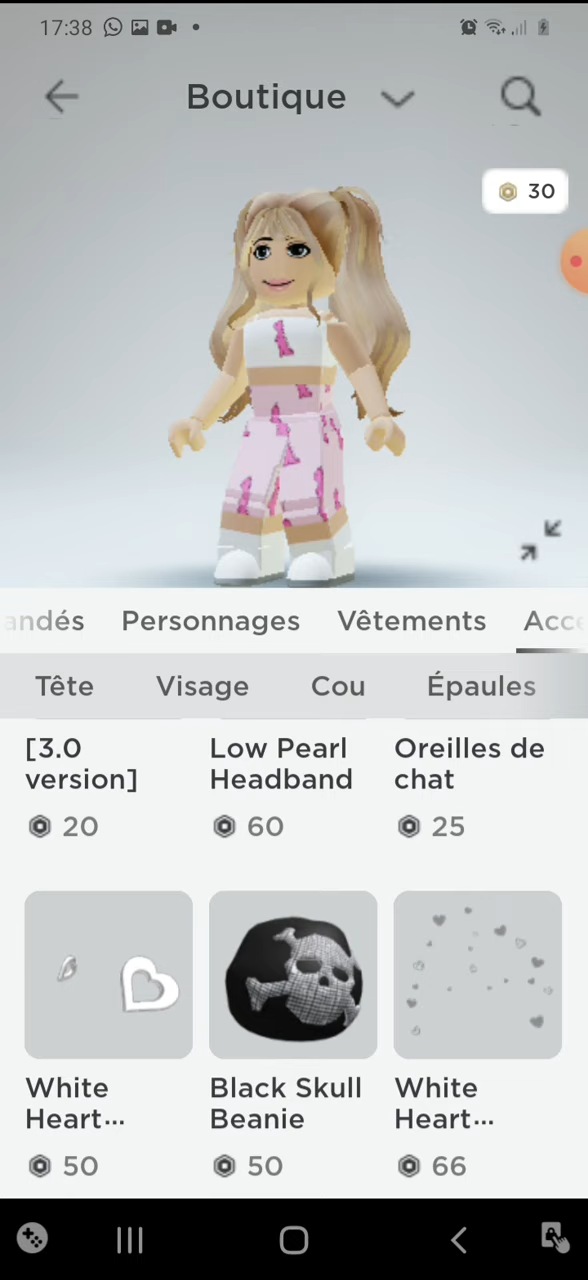 17:38
Boutique
30
andés Personnages Vêtements Acce
Tête Visage Cou Épaules
[3.0 version]
20
Low Pearl Headband
60
Oreilles de chat
25
White Heart...
50
Black Skull Beanie
50
White Heart...
66